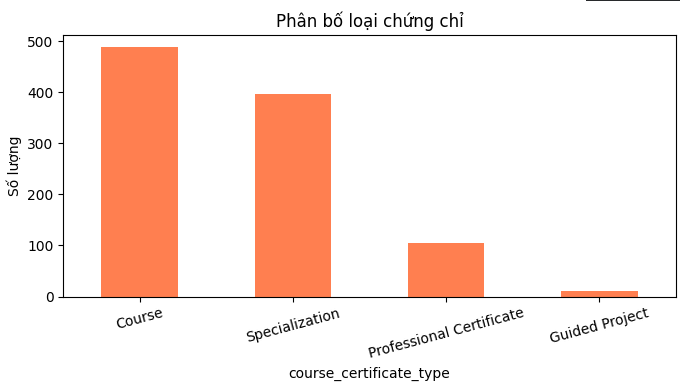 Phân bố loại chứng chỉ
Số lượng
500
400
300
200
100
0
Course
Specialization
Professional Certificate
Guided Project
course_certificate_type